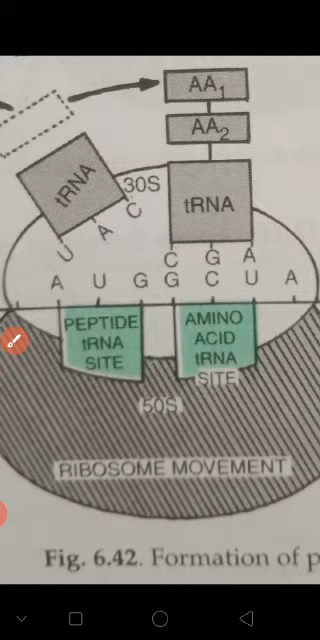 AA1
AA2
30S
tRNA
tRNA
U A C
C G A
A U G G C U A
PEPTIDE
tRNA
SITE
AMINO
ACID
tRNA
SITE
50S
RIBOSOME MOVEMENT
Fig. 6.42. Formation of p